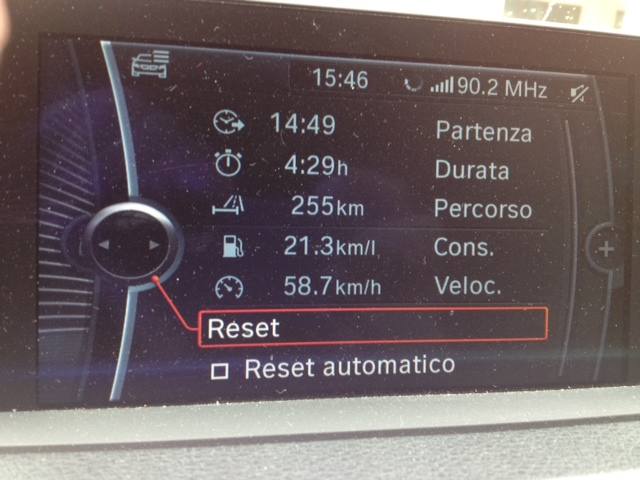 15:46 90.2 MHz
14:49 Partenza
4:29h Durata
255km Percorso
21.3km/l Cons.
58.7km/h Veloc.
Reset
Reset automatico